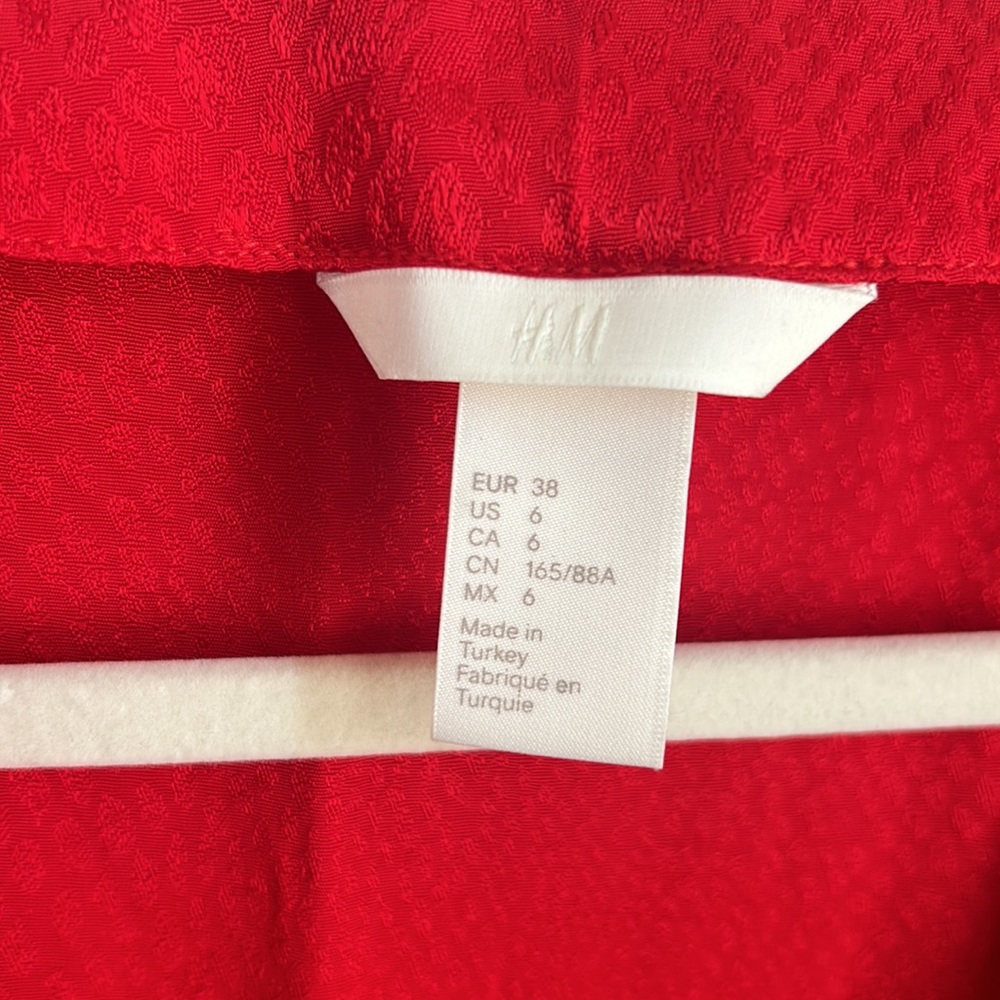 H&M
EUR 38
US 6
CA 6
CN 165/88A
MX 6
Made in
Turkey
Fabriqué en
Turquie